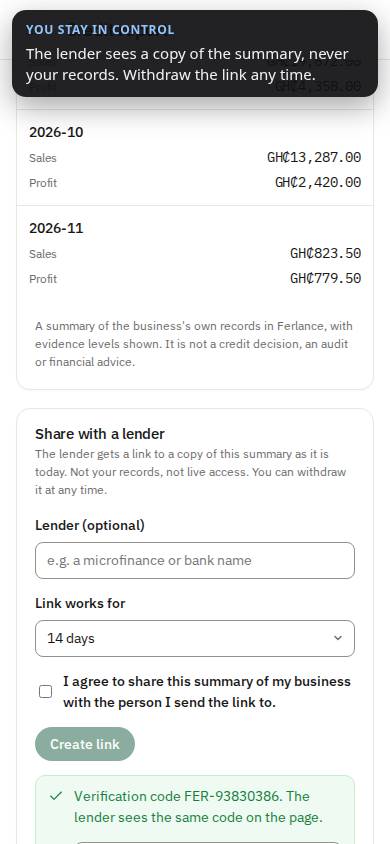 YOU STAY IN CONTROL
The lender sees a copy of the summary, never
your records. Withdraw the link any time.
2026-10
Sales GH₵13,287.00
Profit GH₵2,420.00
2026-11
Sales GH₵823.50
Profit GH₵779.50
A summary of the business's own records in Ferlance, with
evidence levels shown. It is not a credit decision, an audit
or financial advice.
Share with a lender
The lender gets a link to a copy of this summary as it is
today. Not your records, not live access. You can withdraw
it at any time.
Lender (optional)
e.g. a microfinance or bank name
Link works for
14 days
I agree to share this summary of my business
with the person I send the link to.
Create link
Verification code FER-93830386. The
lender sees the same code on the page.